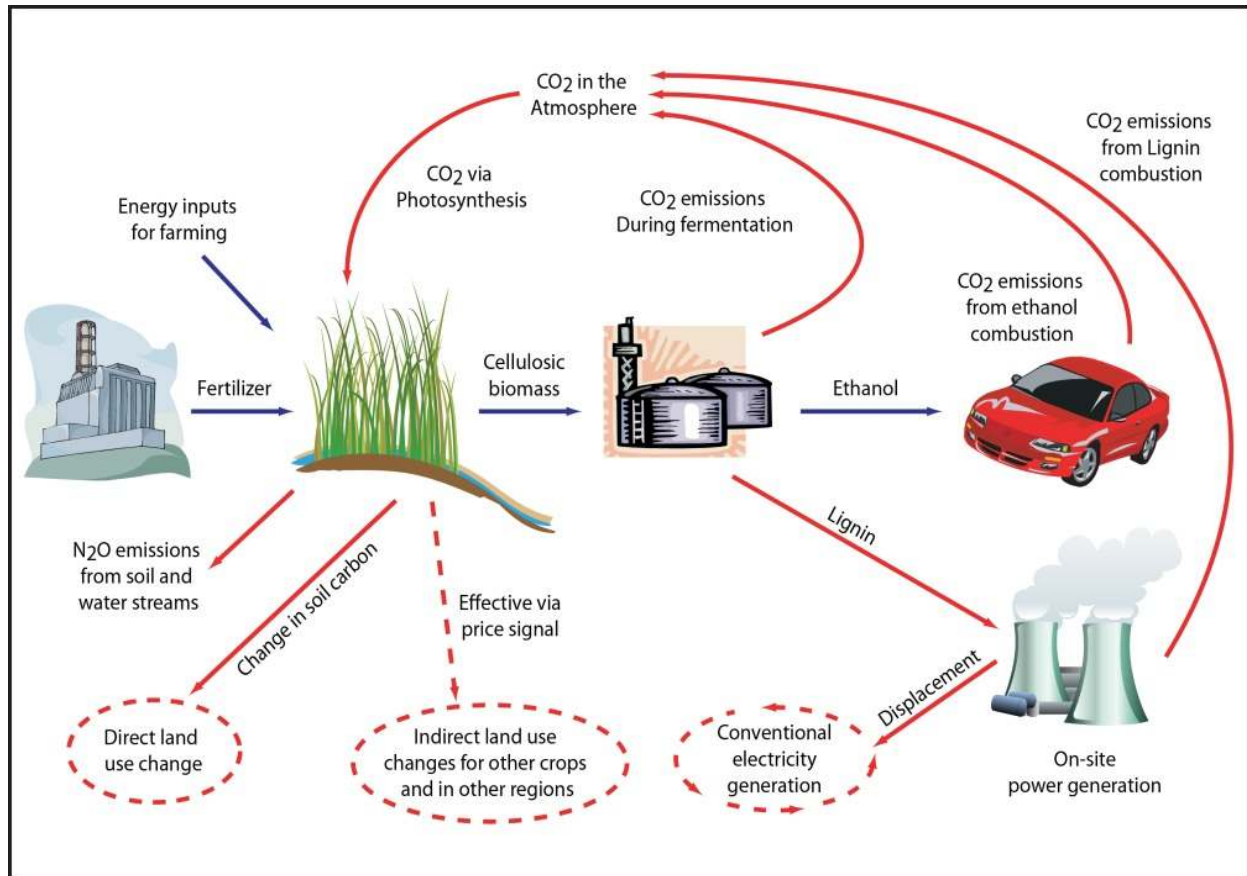 CO2 in the
Atmosphere
CO2 emissions
from Lignin
combustion
CO2 via
Photosynthesis
CO2 emissions
During fermentation
Energy inputs
for farming
CO2 emissions
from ethanol
combustion
Fertilizer
Cellulosic
biomass
Ethanol
Lignin
N2O emissions
from soil and
water streams
Change in soil carbon
Effective via
price signal
Displacement
Direct land
use change
Indirect land use
changes for other crops
and in other regions
Conventional
electricity
generation
On-site
power generation